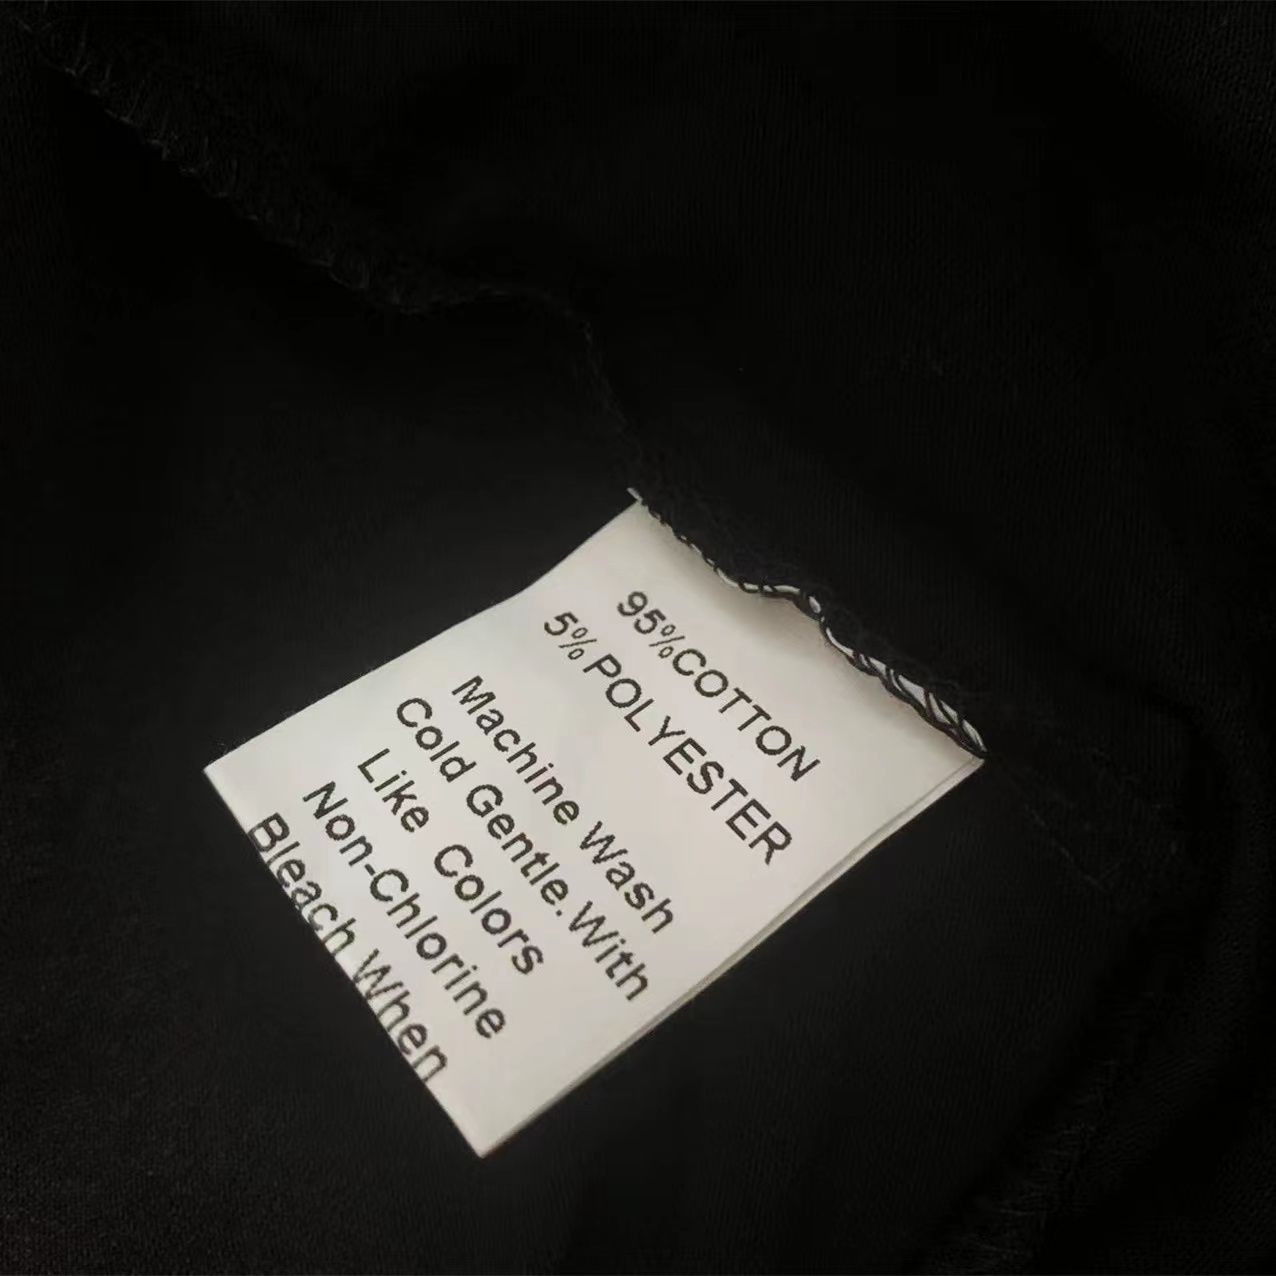 95%COTTON
5% POLYESTER
Machine Wash
Cold Gentle.With
Like Colors
Non-Chlorine
Bleach When